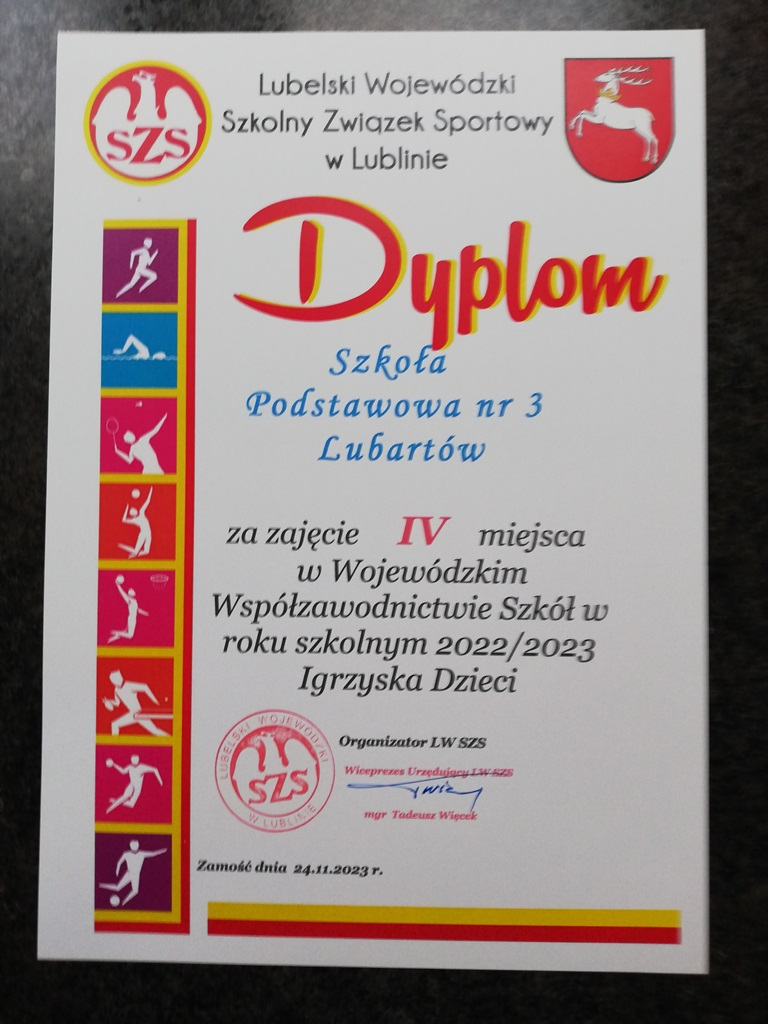 Lubelski Wojewódzki
Szkolny Związek Sportowy
w Lublinie
SZS
Dyplom
Szkoła
Podstawowa nr 3
Lubartów
za zajęcie IV miejsca
w Wojewódzkim
Współzawodnictwie Szkół w
roku szkolnym 2022/2023
Igrzyska Dzieci
LUBELSKI WOJEWÓDZKI
SZS
W LUBLINIE
Organizator LW SZS
Wiceprezes Urzędujący LW SZS
mgr Tadeusz Więcek
Zamość dnia 24.11.2023 r.